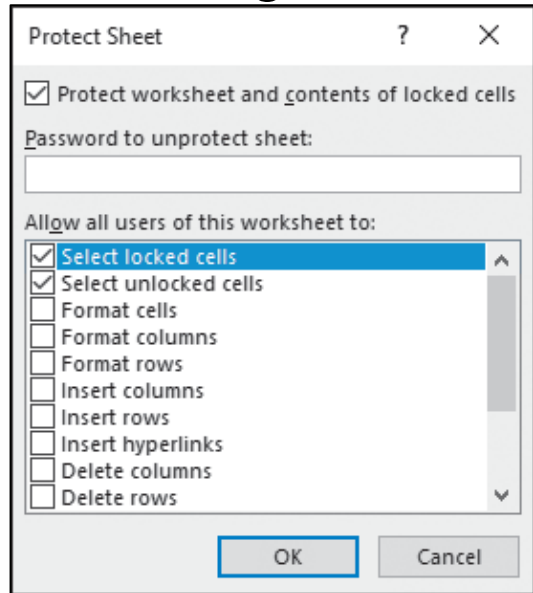 Protect Sheet ?
Protect worksheet and contents of locked cells
Password to unprotect sheet:
Allow all users of this worksheet to:
Select locked cells
Select unlocked cells
Format cells
Format columns
Format rows
Insert columns
Insert rows
Insert hyperlinks
Delete columns
Delete rows
OK Cancel